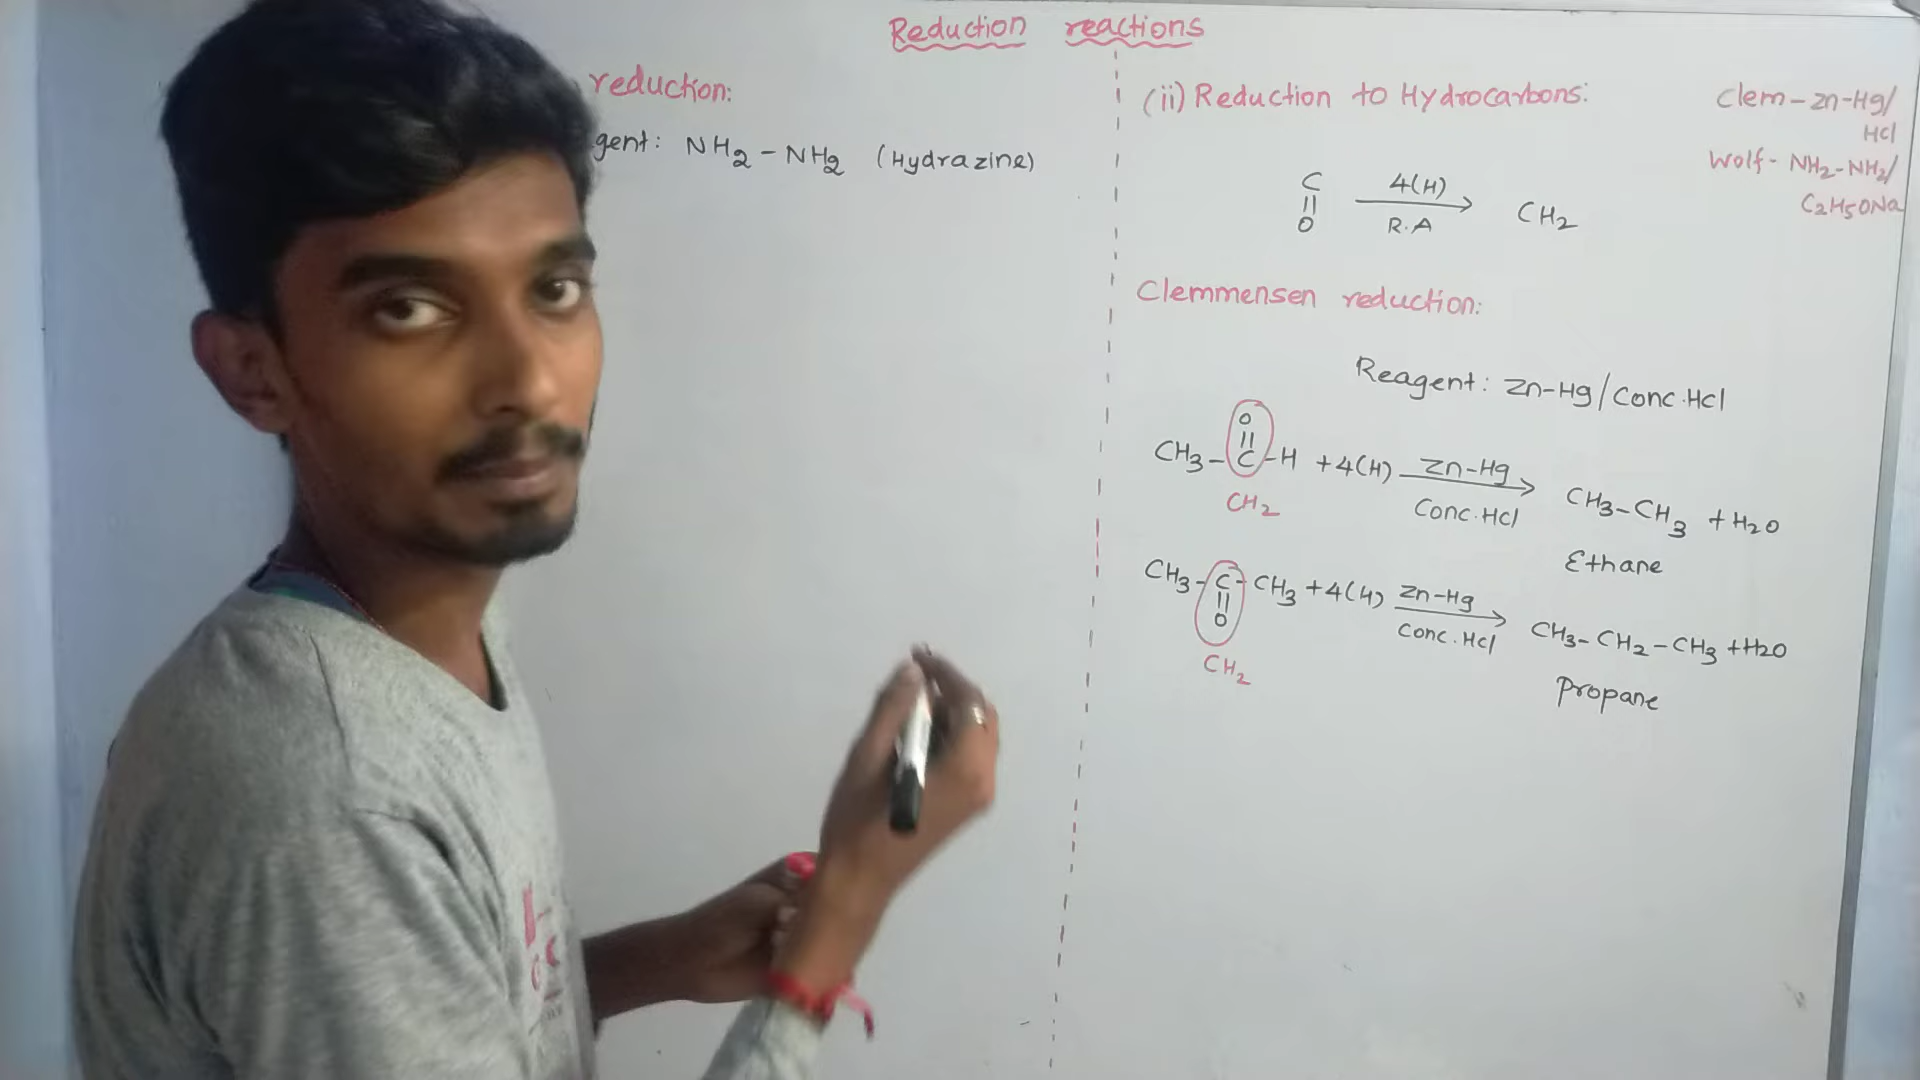 Reduction reactions
reduction:
gent: NH2-NH2 (Hydrazine)
(ii) Reduction to Hydrocarbons:
Clem-Zn-Hg/
HCl
Wolf-NH2-NH2/
C2H5ONa
C
||
O
4(H)
R.A
CH2
Clemmensen reduction:
Reagent: Zn-Hg/Conc.HCl
O
||
CH3-C-H +4(H) Zn-Hg
Conc.HCl
CH3-CH3 +H2O
CH2
Ethane
CH3-C-CH3+4(H) Zn-Hg
||
O
Conc.HCl
CH3-CH2-CH3+H2O
CH2
Propane